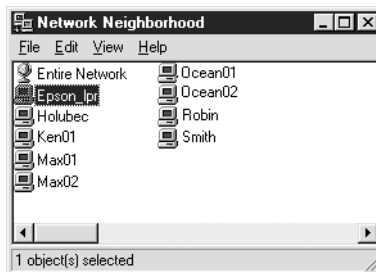 Network Neighborhood
File Edit View Help
Entire Network
Epson_lpr
Holubec
Ken01
Max01
Max02
Ocean01
Ocean02
Robin
Smith
1 object(s) selected